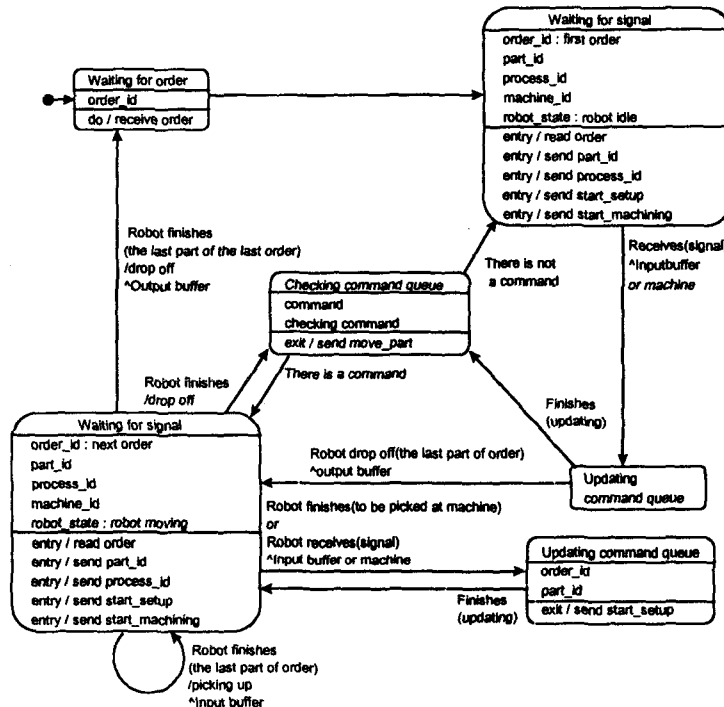 Waiting for signal
order_id : first order
part_id
process_id
machine_id
robot_state : robot idle
entry / read order
entry / send part_id
entry / send process_id
entry / send start_setup
entry / send start_machining
Waiting for order
order_id
do / receive order
Robot finishes
(the last part of the last order)
/drop off
^Output buffer
Receives(signal)
^Inputbuffer
or machine
There is not
a command
Checking command queue
command
checking command
exit / send move_part
There is a command
Robot finishes
/drop off
Finishes
(updating)
Updating
command queue
Robot drop off(the last part of order)
^output buffer
Waiting for signal
order_id : next order
part_id
process_id
machine_id
robot_state : robot moving
entry / read order
entry / send part_id
entry / send process_id
entry / send start_setup
entry / send start_machining
Robot finishes(to be picked at machine)
or
Robot receives(signal)
^Input buffer or machine
Updating command queue
order_id
part_id
exit / send start_setup
Finishes
(updating)
Robot finishes
(the last part of order)
/picking up
^Input buffer